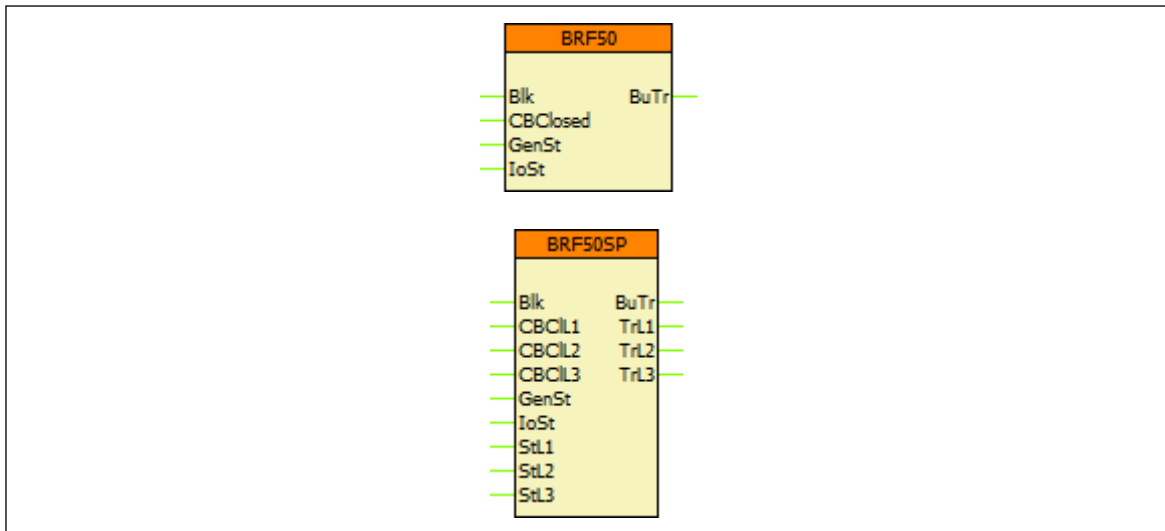 BRF50
Blk BuTr
CBClosed
GenSt
IoSt
BRF50SP
Blk BuTr
CBClL1 TrL1
CBClL2 TrL2
CBClL3 TrL3
GenSt
IoSt
StL1
StL2
StL3